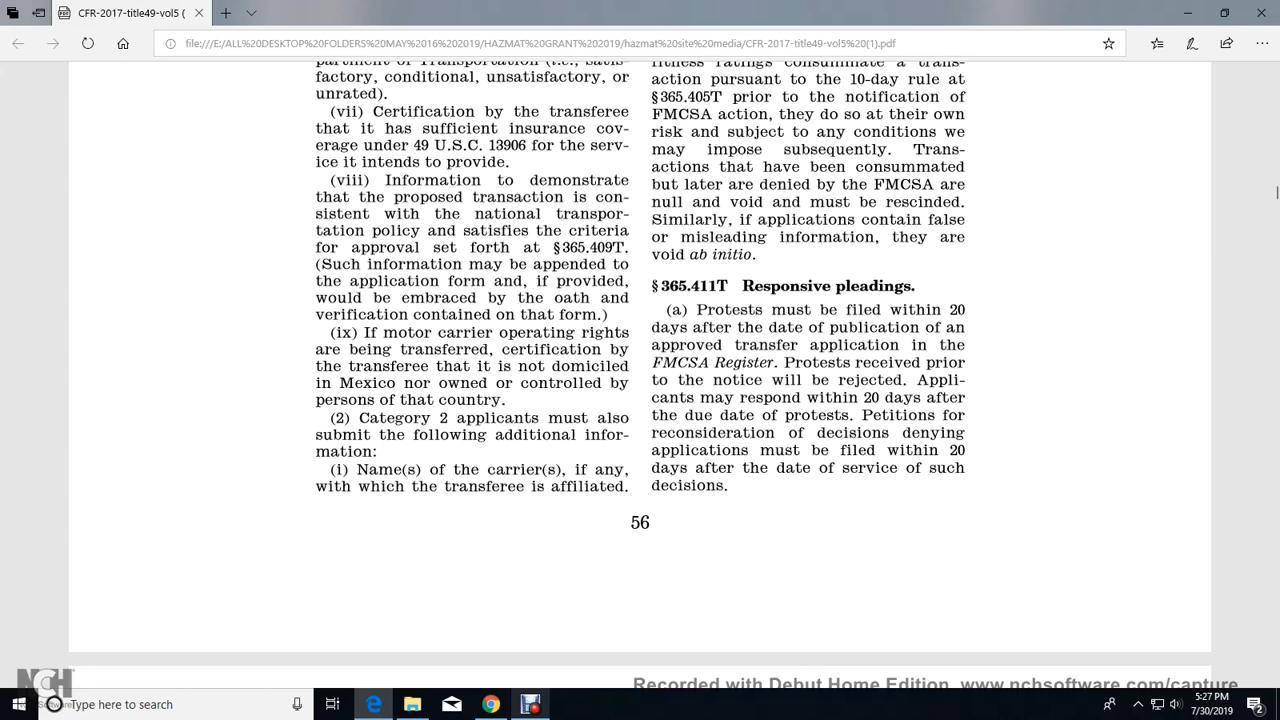 CFR-2017-title49-vol5 (
file:///E:/ALL%20DESKTOP%20FOLDERS%20MAY%2016%202019/HAZMAT%20GRANT%202019/hazmat%20site%20media/CFR-2017-title49-vol5%20(1).pdf
partment of Transportation (i.e., satis-
factory, conditional, unsatisfactory, or
unrated).
(vii) Certification by the transferee
that it has sufficient insurance cov-
erage under 49 U.S.C. 13906 for the serv-
ice it intends to provide.
(viii) Information to demonstrate
that the proposed transaction is con-
sistent with the national transpor-
tation policy and satisfies the criteria
for approval set forth at § 365.409T.
(Such information may be appended to
the application form and, if provided,
would be embraced by the oath and
verification contained on that form.)
(ix) If motor carrier operating rights
are being transferred, certification by
the transferee that it is not domiciled
in Mexico nor owned or controlled by
persons of that country.
(2) Category 2 applicants must also
submit the following additional infor-
mation:
(i) Name(s) of the carrier(s), if any,
with which the transferee is affiliated.
fitness ratings consummate a trans-
action pursuant to the 10-day rule at
§ 365.405T prior to the notification of
FMCSA action, they do so at their own
risk and subject to any conditions we
may impose subsequently. Trans-
actions that have been consummated
but later are denied by the FMCSA are
null and void and must be rescinded.
Similarly, if applications contain false
or misleading information, they are
void ab initio.
§ 365.411T Responsive pleadings.
(a) Protests must be filed within 20
days after the date of publication of an
approved transfer application in the
FMCSA Register. Protests received prior
to the notice will be rejected. Appli-
cants may respond within 20 days after
the due date of protests. Petitions for
reconsideration of decisions denying
applications must be filed within 20
days after the date of service of such
decisions.
56
NCH
Software
Recorded with Debut Home Edition, www.nchsoftware.com/capture
Type here to search
5:27 PM
7/30/2019
2